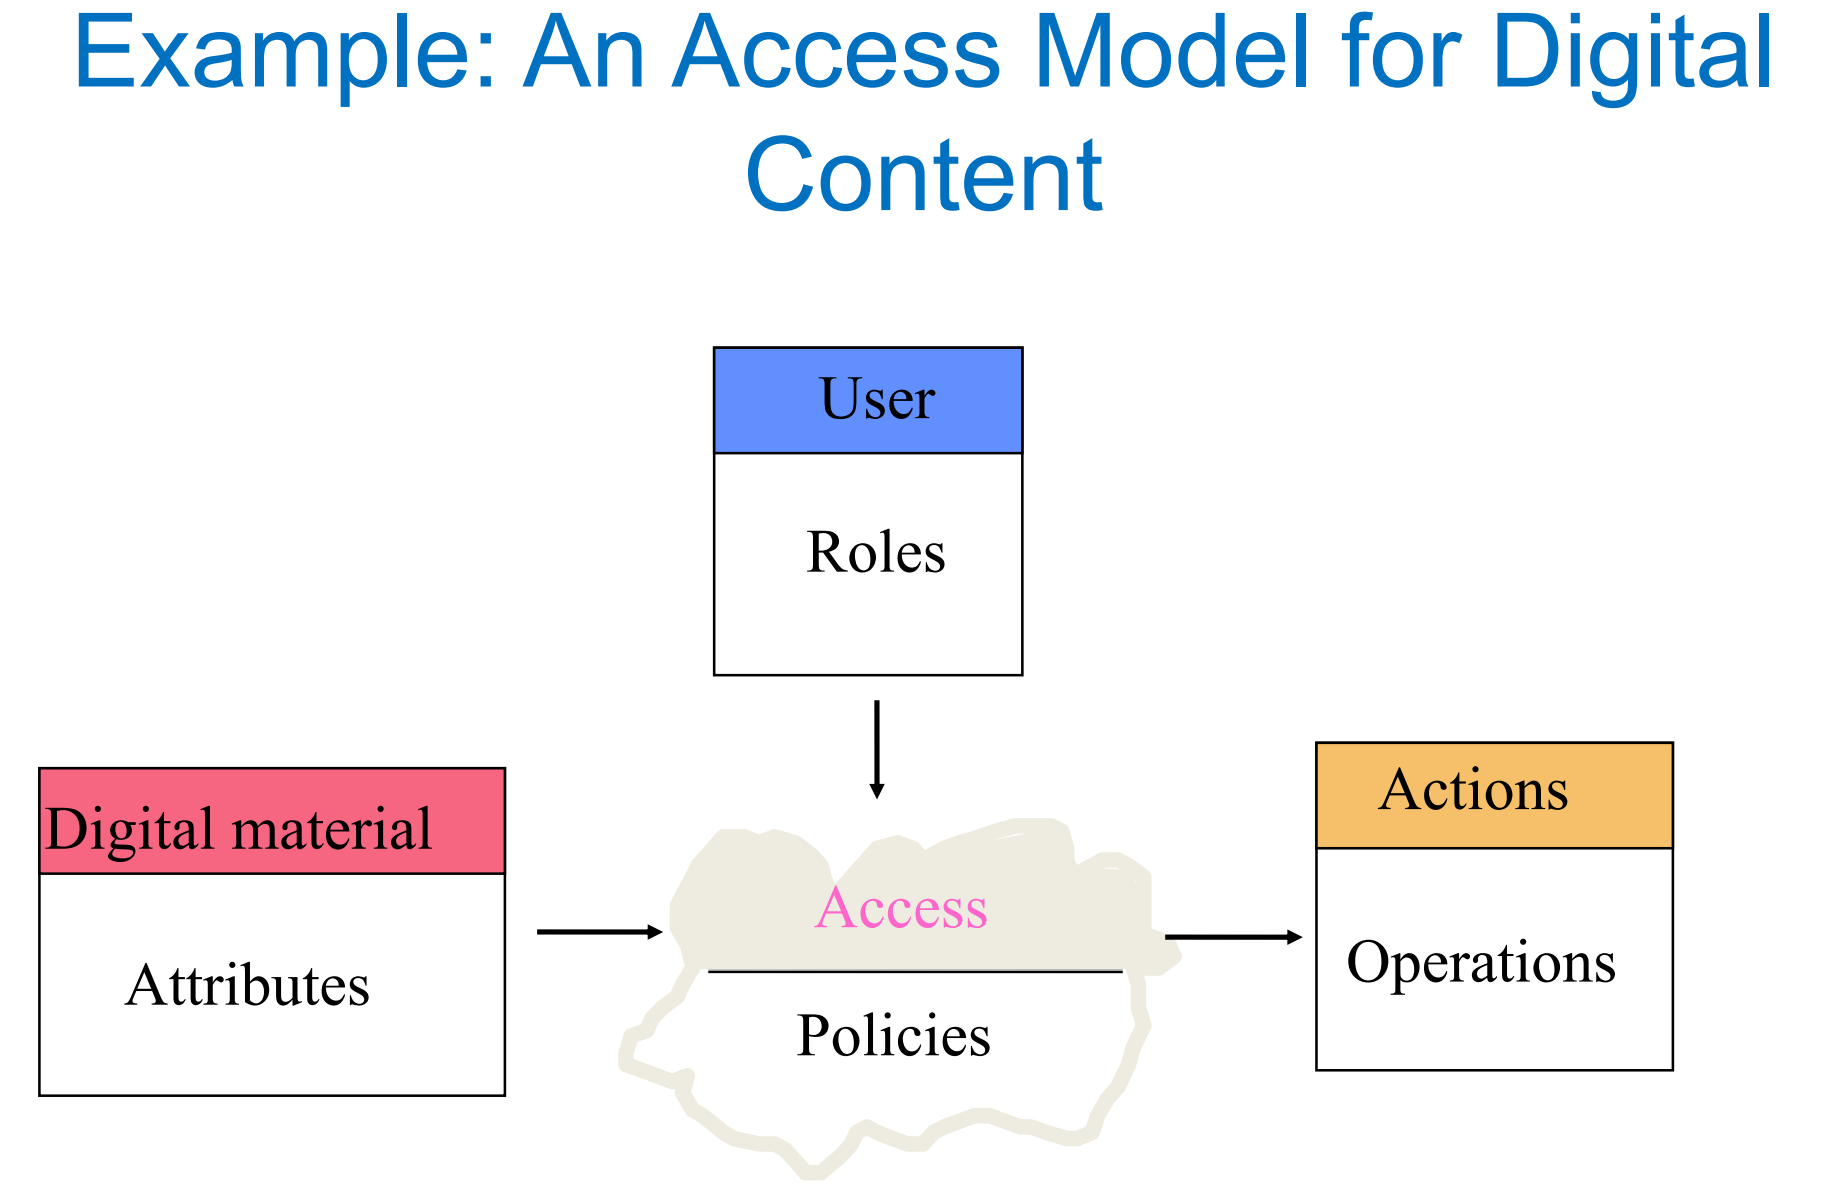 Example: An Access Model for Digital
Content
User
Roles
Digital material
Attributes
Access
Policies
Actions
Operations